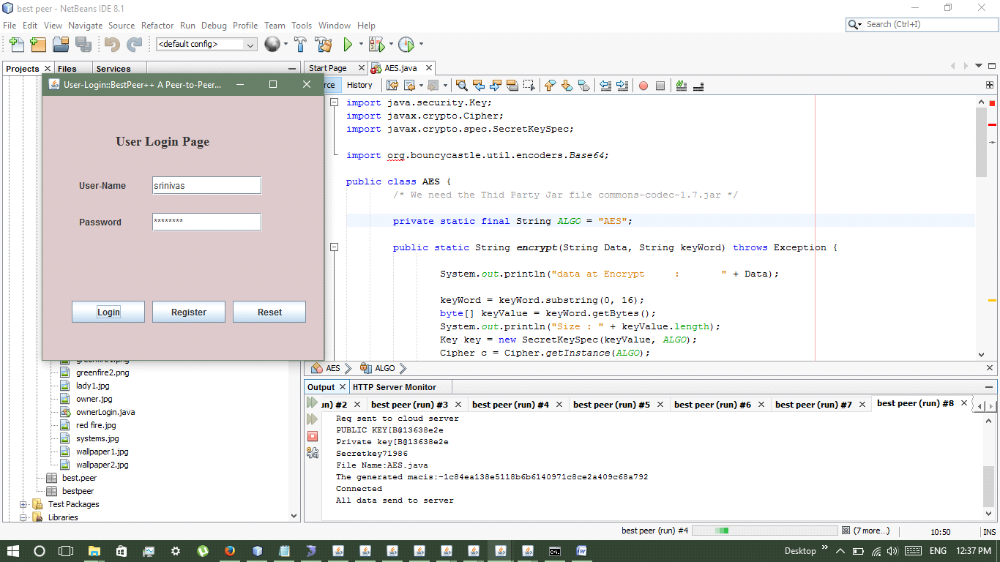 best peer - NetBeans IDE 8.1
File Edit View Navigate Source Refactor Run Debug Profile Team Tools Window Help
Search (Ctrl+I)
<default config>
Projects Files Services
Start Page AES.java
User-Login::BestPeer++ A Peer-to-Peer...
User Login Page
User-Name srinivas
Password ********
Login Register Reset
greenfire1.png
greenfire2.png
lady1.jpg
owner.jpg
ownerLogin.java
red fire.jpg
systems.jpg
wallpaper1.jpg
wallpaper2.jpg
best.peer
bestpeer
Test Packages
Libraries
rce History
import java.security.Key;
import javax.crypto.Cipher;
import javax.crypto.spec.SecretKeySpec;
import org.bouncycastle.util.encoders.Base64;
public class AES {
/* We need the Thid Party Jar file commons-codec-1.7.jar */
private static final String ALGO = "AES";
public static String encrypt(String Data, String keyWord) throws Exception {
System.out.println("data at Encrypt : " + Data);
keyWord = keyWord.substring(0, 16);
byte[] keyValue = keyWord.getBytes();
System.out.println("Size : " + keyValue.length);
Key key = new SecretKeySpec(keyValue, ALGO);
Cipher c = Cipher.getInstance(ALGO);
AES ALGO
Output HTTP Server Monitor
un) #2 best peer (run) #3 best peer (run) #4 best peer (run) #5 best peer (run) #6 best peer (run) #7 best peer (run) #8
Req sent to cloud server
PUBLIC KEY[B@13638e2e
Private key[B@13638e2e
Secretkey71986
File Name:AES.java
The generated macis:-1c84ea138e5118b6b6140971c8ce2a409c68a792
Connected
All data send to server
best peer (run) #4 (7 more...) 10:50 INS
Desktop ENG 12:37 PM